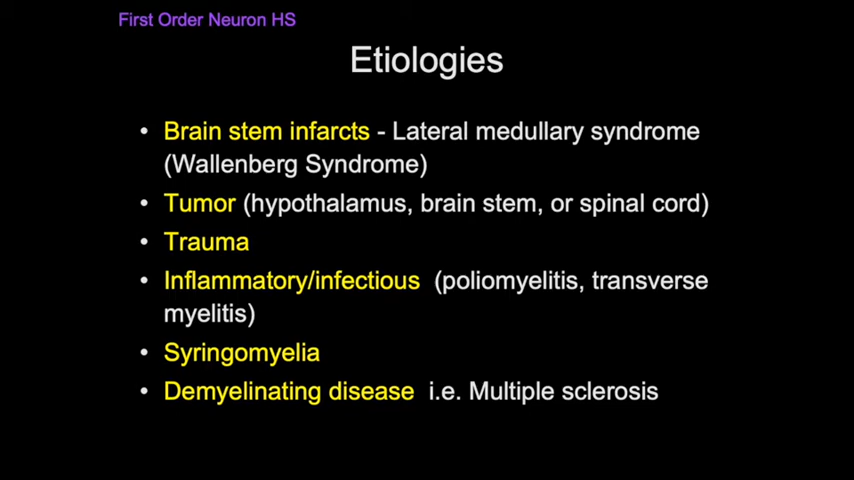 First Order Neuron HS
Etiologies
• Brain stem infarcts - Lateral medullary syndrome
(Wallenberg Syndrome)
• Tumor (hypothalamus, brain stem, or spinal cord)
• Trauma
• Inflammatory/infectious (poliomyelitis, transverse
myelitis)
• Syringomyelia
• Demyelinating disease i.e. Multiple sclerosis